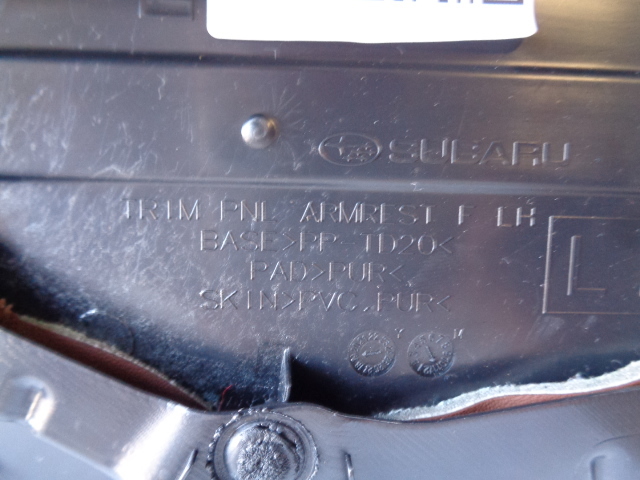 SUBARU
TRIM PNL ARMREST F LH
BASE>PP-TD20<
PAD>PUR<
SKIN>PVC.PUR<
L